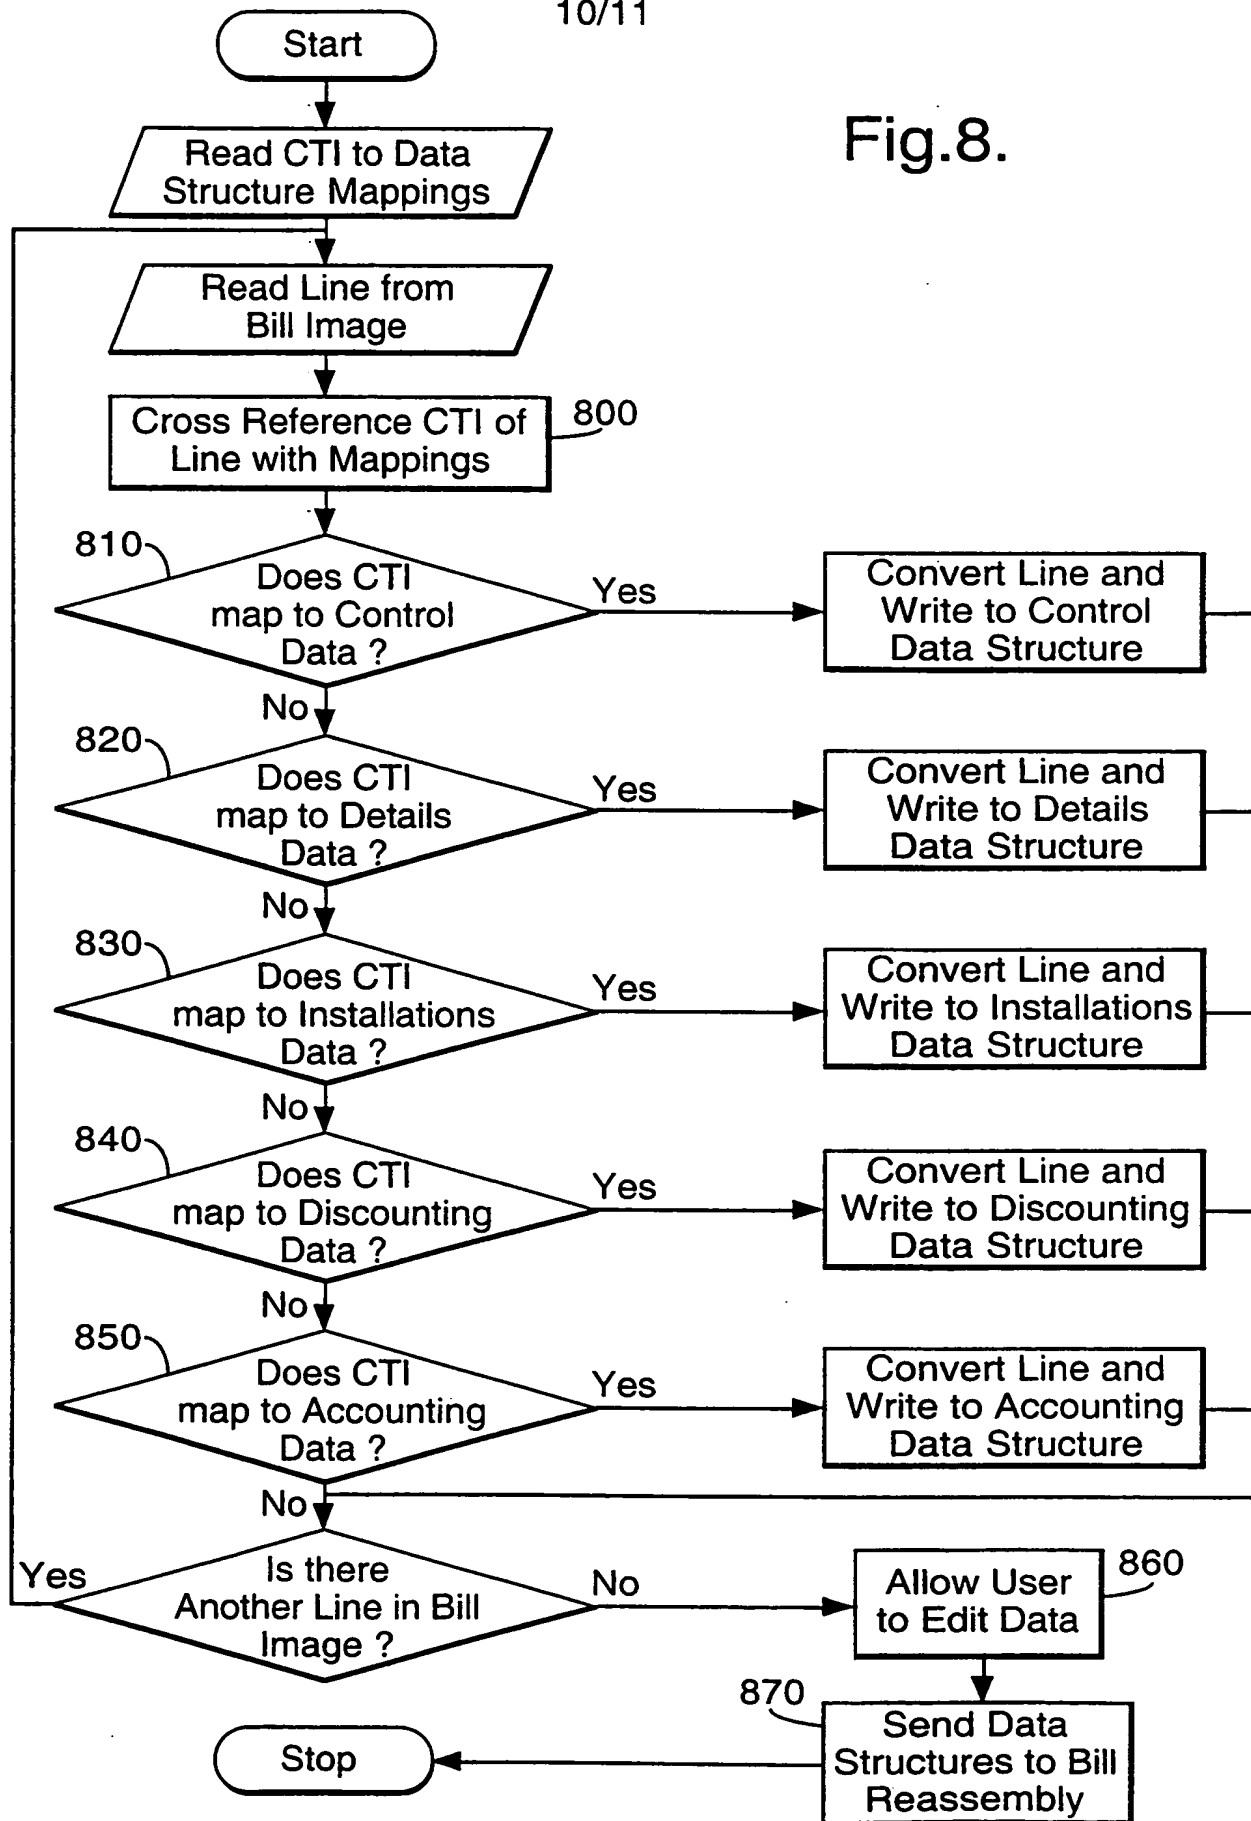 10/11
Start
Fig.8.
Read CTI to Data
Structure Mappings
Read Line from
Bill Image
Cross Reference CTI of
Line with Mappings
800
810
Does CTI
map to Control
Data ?
Yes
Convert Line and
Write to Control
Data Structure
No
820
Does CTI
map to Details
Data ?
Yes
Convert Line and
Write to Details
Data Structure
No
830
Does CTI
map to Installations
Data ?
Yes
Convert Line and
Write to Installations
Data Structure
No
840
Does CTI
map to Discounting
Data ?
Yes
Convert Line and
Write to Discounting
Data Structure
No
850
Does CTI
map to Accounting
Data ?
Yes
Convert Line and
Write to Accounting
Data Structure
No
Yes
Is there
Another Line in Bill
Image ?
No
Allow User
to Edit Data
860
870
Send Data
Structures to Bill
Reassembly
Stop